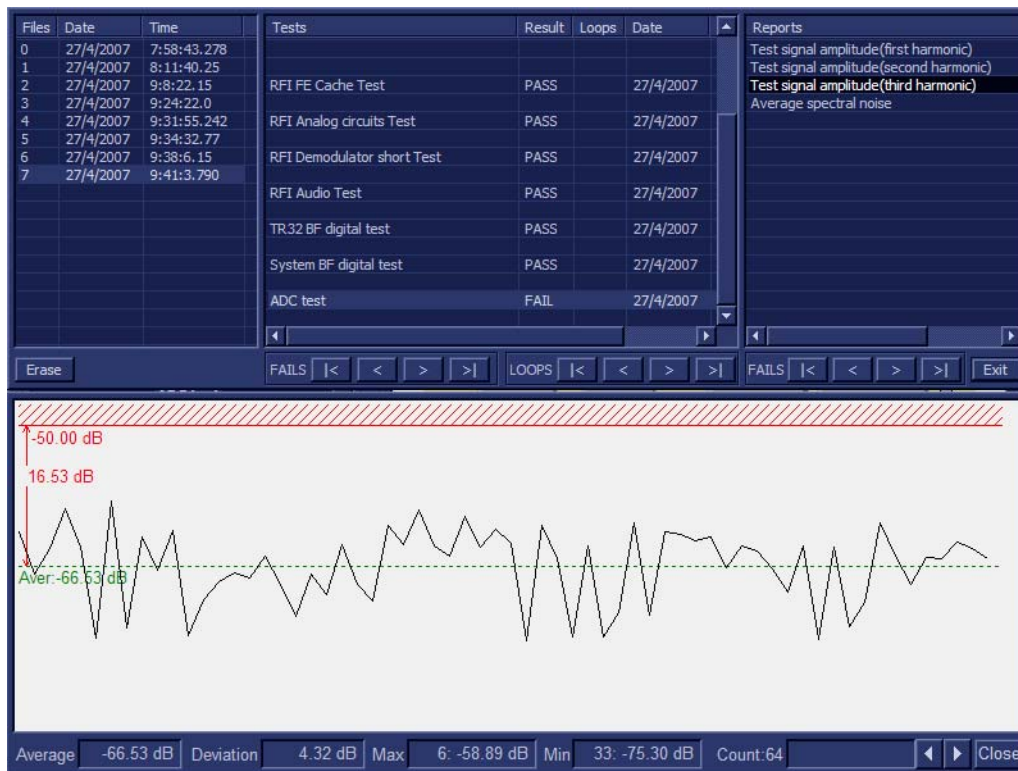 Files Date Time
0 27/4/2007 7:58:43.278
1 27/4/2007 8:11:40.25
2 27/4/2007 9:8:22.15
3 27/4/2007 9:24:22.0
4 27/4/2007 9:31:55.242
5 27/4/2007 9:34:32.77
6 27/4/2007 9:38:6.15
7 27/4/2007 9:41:3.790
Erase
Tests Result Loops Date
RFI FE Cache Test PASS 27/4/2007
RFI Analog circuits Test PASS 27/4/2007
RFI Demodulator short Test PASS 27/4/2007
RFI Audio Test PASS 27/4/2007
TR32 BF digital test PASS 27/4/2007
System BF digital test PASS 27/4/2007
ADC test FAIL 27/4/2007
FAILS |< < > >| LOOPS |< < > >|
Reports
Test signal amplitude(first harmonic)
Test signal amplitude(second harmonic)
Test signal amplitude(third harmonic)
Average spectral noise
FAILS |< < > >| Exit
-50.00 dB
16.53 dB
Aver:-66.53 dB
Average -66.53 dB Deviation 4.32 dB Max 6: -58.89 dB Min 33: -75.30 dB Count:64 Close